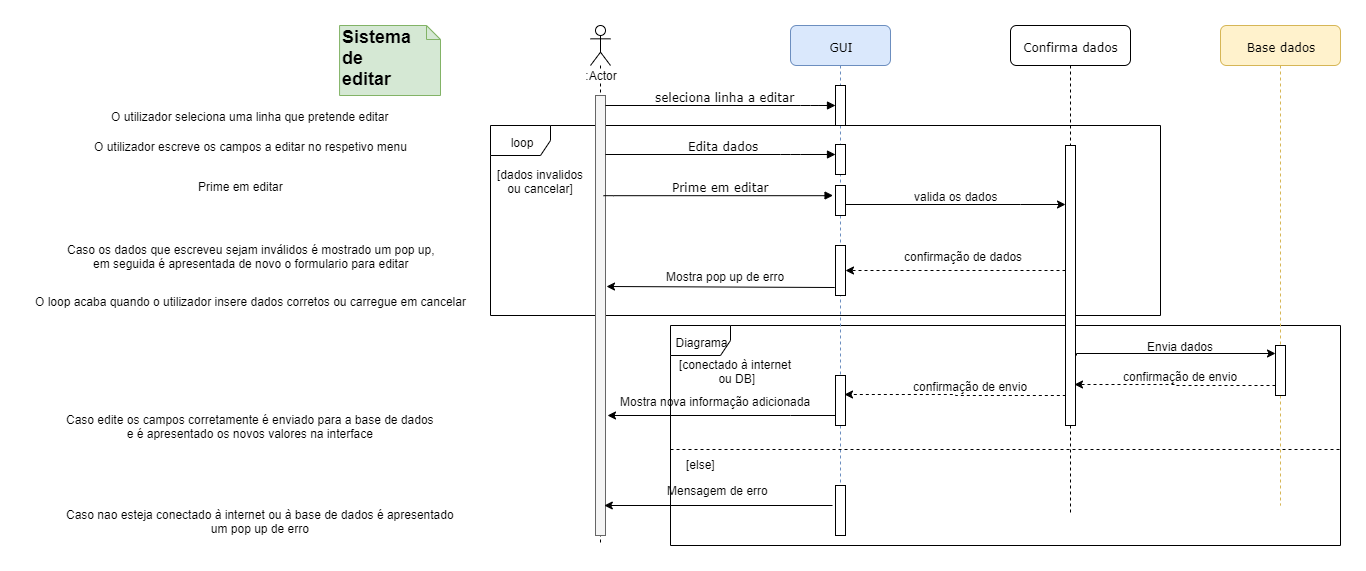 Sistema
de
editar
:Actor
GUI
Confirma dados
Base dados
seleciona linha a editar
O utilizador seleciona uma linha que pretende editar
loop
O utilizador escreve os campos a editar no respetivo menu
Edita dados
[dados invalidos
ou cancelar]
Prime em editar
Prime em editar
valida os dados
Caso os dados que escreveu sejam inválidos é mostrado um pop up,
em seguida é apresentada de novo o formulario para editar
confirmação de dados
Mostra pop up de erro
O loop acaba quando o utilizador insere dados corretos ou carregue em cancelar
Diagrama
[conectado à internet
ou DB]
Envia dados
confirmação de envio
confirmação de envio
Mostra nova informação adicionada
Caso edite os campos corretamente é enviado para a base de dados
e é apresentado os novos valores na interface
[else]
Mensagem de erro
Caso nao esteja conectado à internet ou à base de dados é apresentado
um pop up de erro